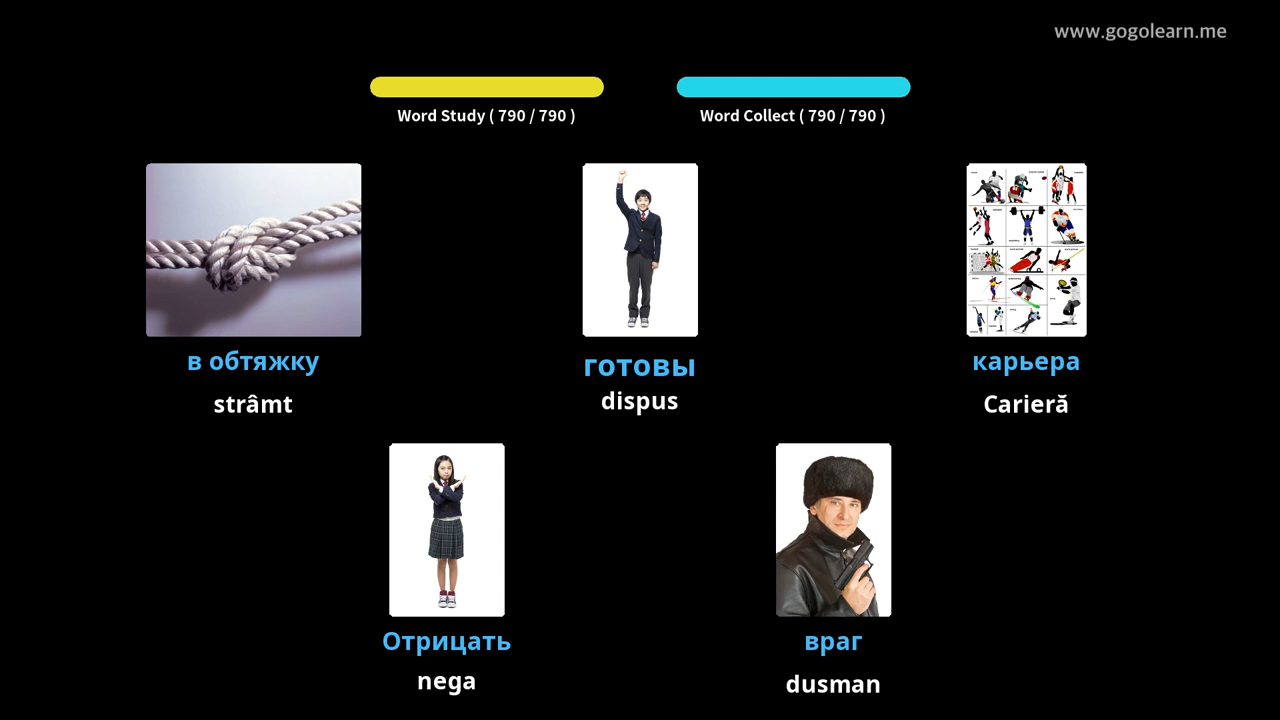 www.gogolearn.me
Word Study ( 790 / 790 )
Word Collect ( 790 / 790 )
в обтяжку
strâmt
готовы
dispus
карьера
Carieră
Отрицать
nega
враг
dusman